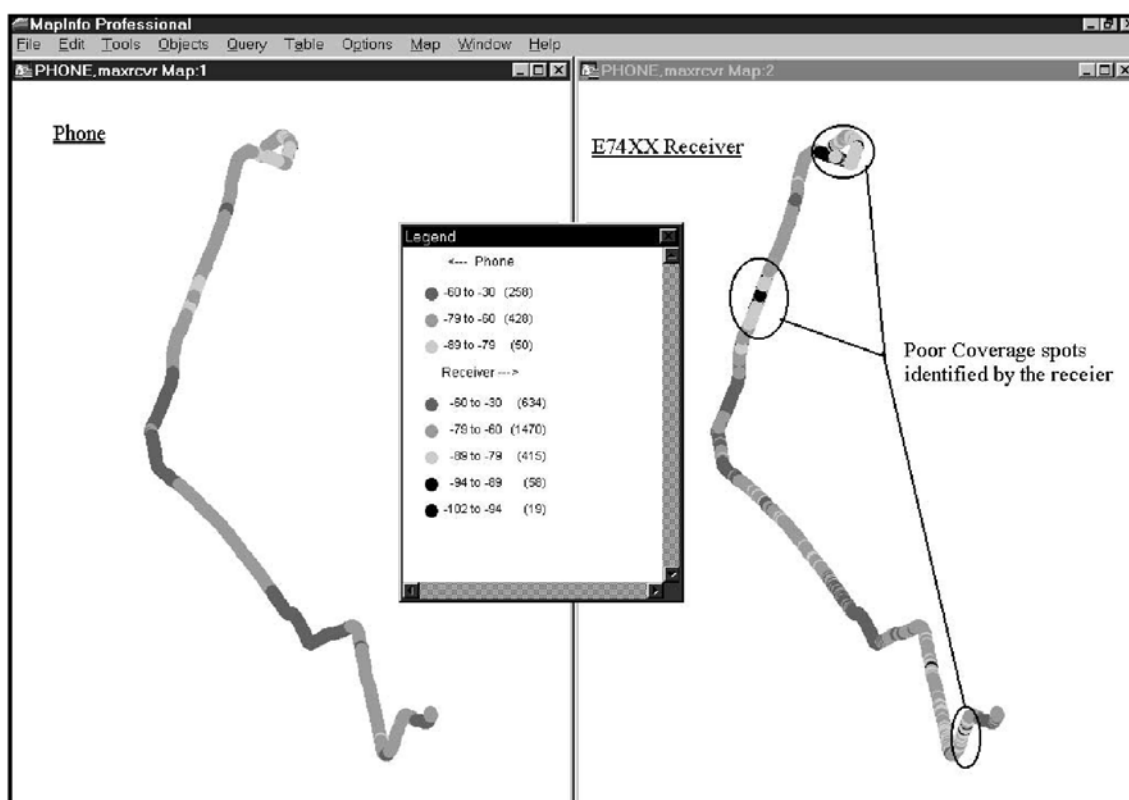 MapInfo Professional
File Edit Tools Objects Query Table Options Map Window Help
PHONE,maxrcvr Map:1
PHONE,maxrcvr Map:2
Phone
E74XX Receiver
Legend
<--- Phone
-60 to -30 (258)
-79 to -60 (428)
-89 to -79 (50)
Receiver --->
-60 to -30 (634)
-79 to -60 (1470)
-89 to -79 (415)
-94 to -89 (58)
-102 to -94 (19)
Poor Coverage spots
identified by the receier